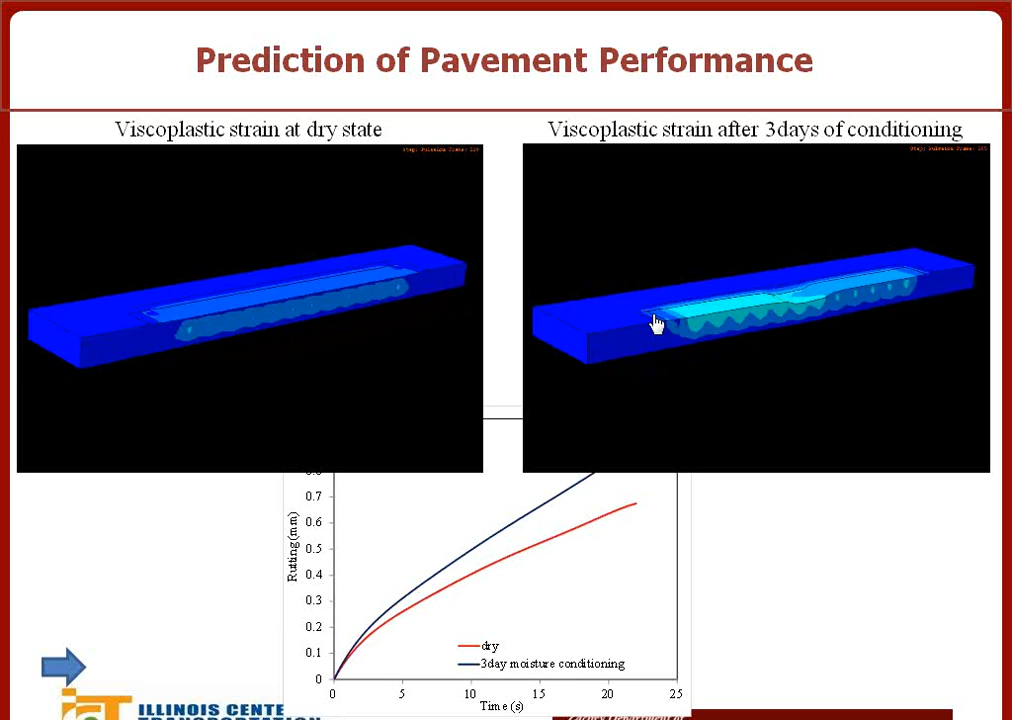 Prediction of Pavement Performance
Viscoplastic strain at dry state
Viscoplastic strain after 3days of conditioning
0.7
0.6
0.5
0.4
0.3
0.2
0.1
0
Rutting(mm)
dry
3day moisture conditioning
0 5 10 15 20 25
Time (s)
ILLINOIS CENTE
TRANSPORTATION